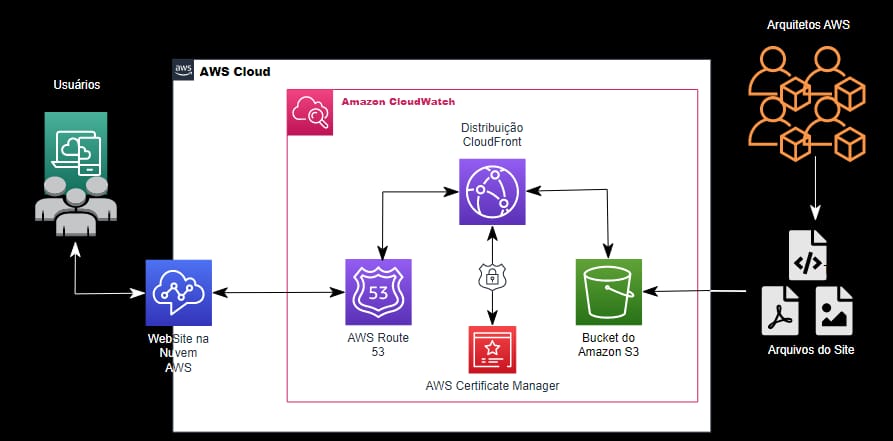 Arquitetos AWS
Usuários
aws
AWS Cloud
Amazon CloudWatch
Distribuição
CloudFront
53
WebSite na
Nuvem
AWS
AWS Route
53
AWS Certificate Manager
Bucket do
Amazon S3
</>
Arquivos do Site